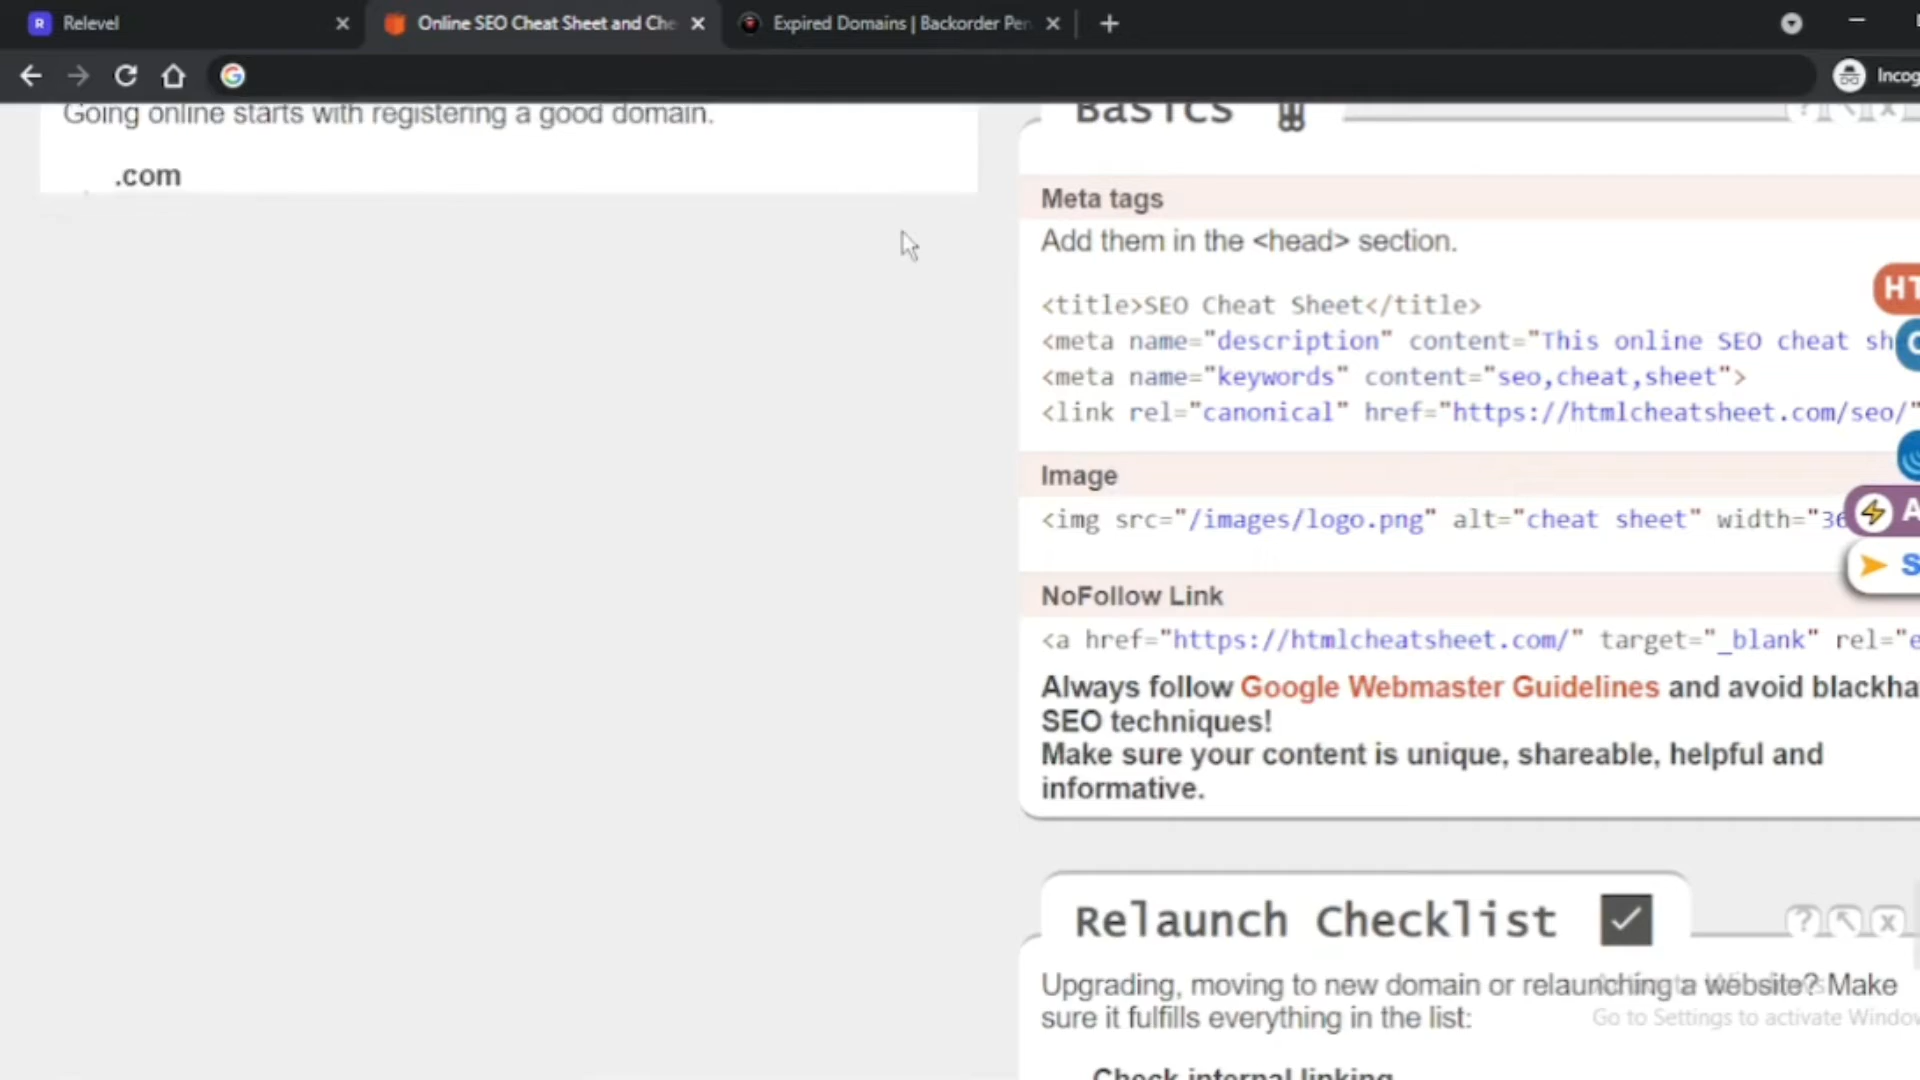 R Relevel
Online SEO Cheat Sheet and Che
Expired Domains | Backorder Per
Incog
Going online starts with registering a good domain.
.com
Basics
Meta tags
Add them in the <head> section.
<title>SEO Cheat Sheet</title>
<meta name="description" content="This online SEO cheat sh
<meta name="keywords" content="seo,cheat,sheet">
<link rel="canonical" href="https://htmlcheatsheet.com/seo/"
Image
<img src="/images/logo.png" alt="cheat sheet" width="36
NoFollow Link
<a href="https://htmlcheatsheet.com/" target="_blank" rel="e
Always follow Google Webmaster Guidelines and avoid blackha
SEO techniques!
Make sure your content is unique, shareable, helpful and
informative.
HT
C
A
S
Relaunch Checklist
? x
Upgrading, moving to new domain or relaunching a website? Make
sure it fulfills everything in the list:
Activate Windows
Go to Settings to activate Window
Check internal linking